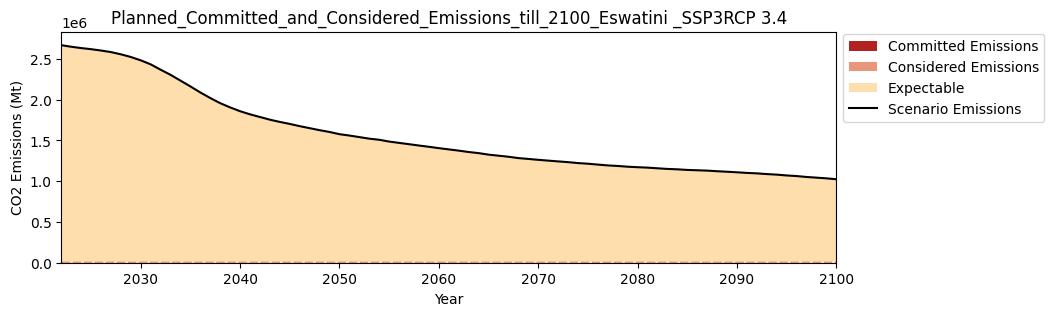 Planned_Committed_and_Considered_Emissions_till_2100_Eswatini _SSP3RCP 3.4
1e6
CO2 Emissions (Mt)
2.5
2.0
1.5
1.0
0.5
0.0
2030 2040 2050 2060 2070 2080 2090 2100
Year
Committed Emissions
Considered Emissions
Expectable
Scenario Emissions